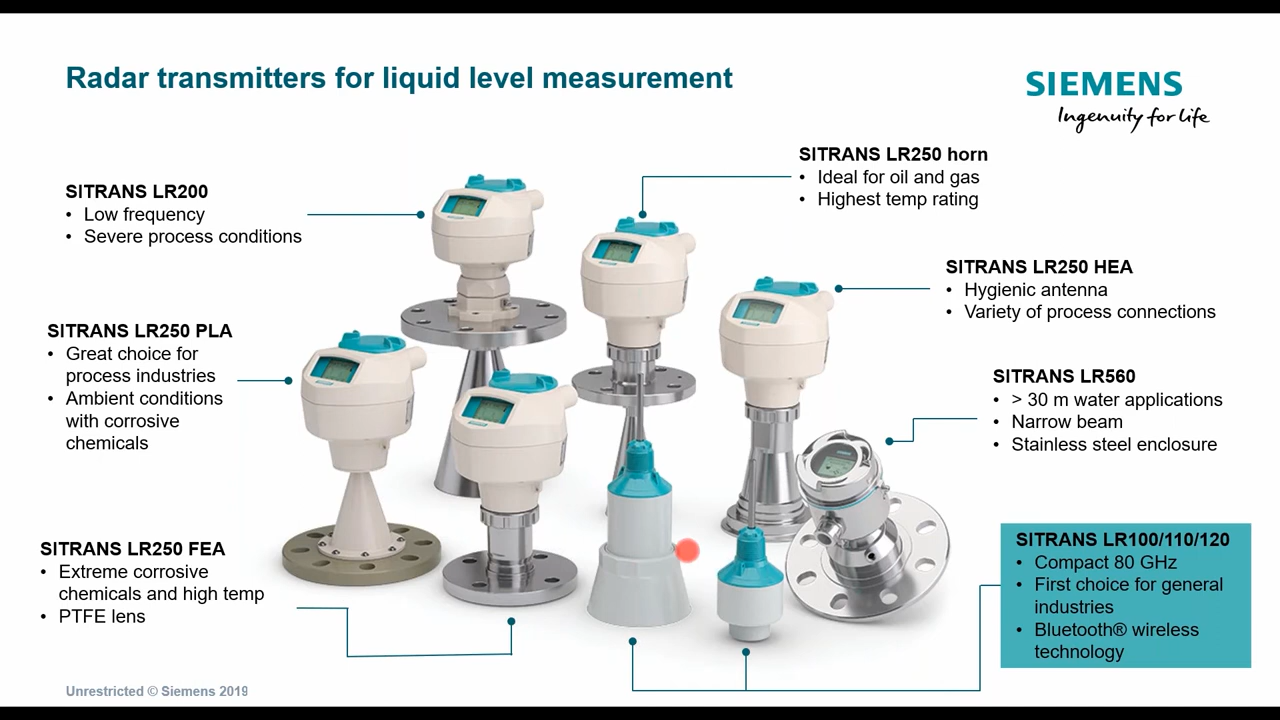 Radar transmitters for liquid level measurement
SIEMENS
Ingenuity for life
SITRANS LR200
• Low frequency
• Severe process conditions
SITRANS LR250 horn
• Ideal for oil and gas
• Highest temp rating
SITRANS LR250 HEA
• Hygienic antenna
• Variety of process connections
SITRANS LR250 PLA
• Great choice for
process industries
• Ambient conditions
with corrosive
chemicals
SITRANS LR560
• > 30 m water applications
• Narrow beam
• Stainless steel enclosure
SIEMENS
SITRANS LR250 FEA
• Extreme corrosive
chemicals and high temp
• PTFE lens
SITRANS LR100/110/120
• Compact 80 GHz
• First choice for general
industries
• Bluetooth® wireless
technology
Unrestricted © Siemens 2019